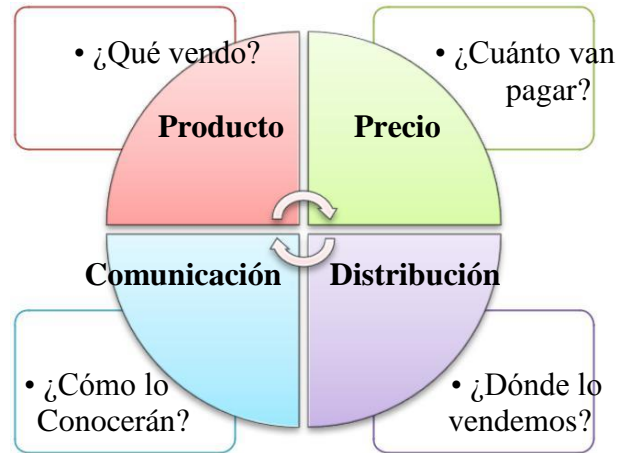 • ¿Qué vendo?
• ¿Cuánto van
pagar?
Producto
Precio
Comunicación
Distribución
• ¿Cómo lo
Conocerán?
• ¿Dónde lo
vendemos?